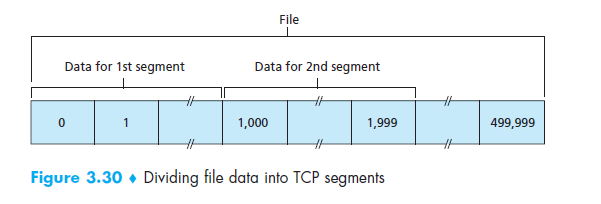 File
Data for 1st segment Data for 2nd segment
0 1 1,000 1,999 499,999
Figure 3.30 ♦ Dividing file data into TCP segments